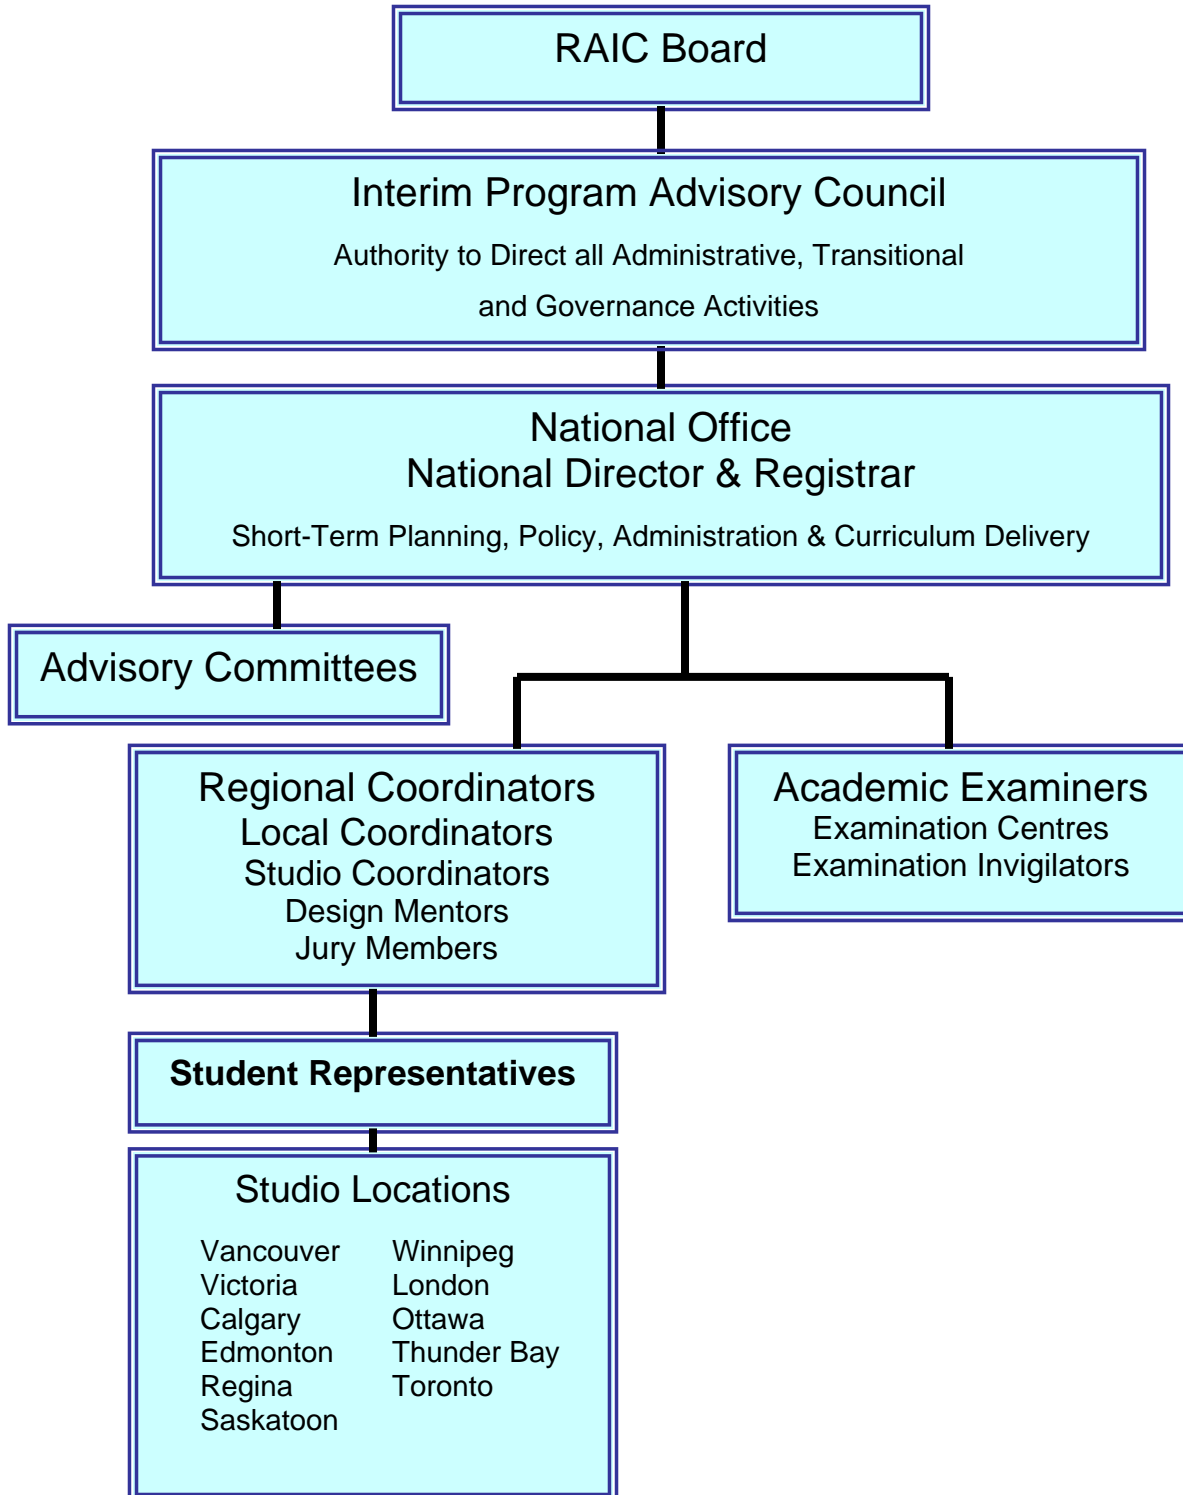 RAIC Board
Interim Program Advisory Council
Authority to Direct all Administrative, Transitional
and Governance Activities
National Office
National Director & Registrar
Short-Term Planning, Policy, Administration & Curriculum Delivery
Advisory Committees
Regional Coordinators
Local Coordinators
Studio Coordinators
Design Mentors
Jury Members
Academic Examiners
Examination Centres
Examination Invigilators
Student Representatives
Studio Locations
Vancouver Winnipeg
Victoria London
Calgary Ottawa
Edmonton Thunder Bay
Regina Toronto
Saskatoon